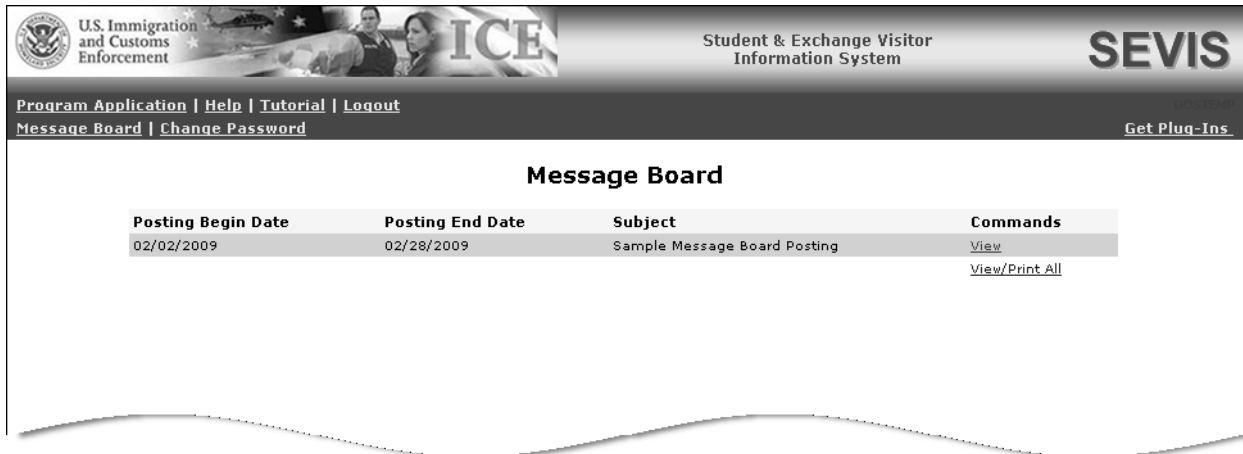 U.S. Immigration
and Customs
Enforcement
ICE
Student & Exchange Visitor
Information System
SEVIS
Program Application | Help | Tutorial | Logout
Message Board | Change Password
Get Plug-Ins
Message Board
Posting Begin Date Posting End Date Subject Commands
02/02/2009 02/28/2009 Sample Message Board Posting View
View/Print All